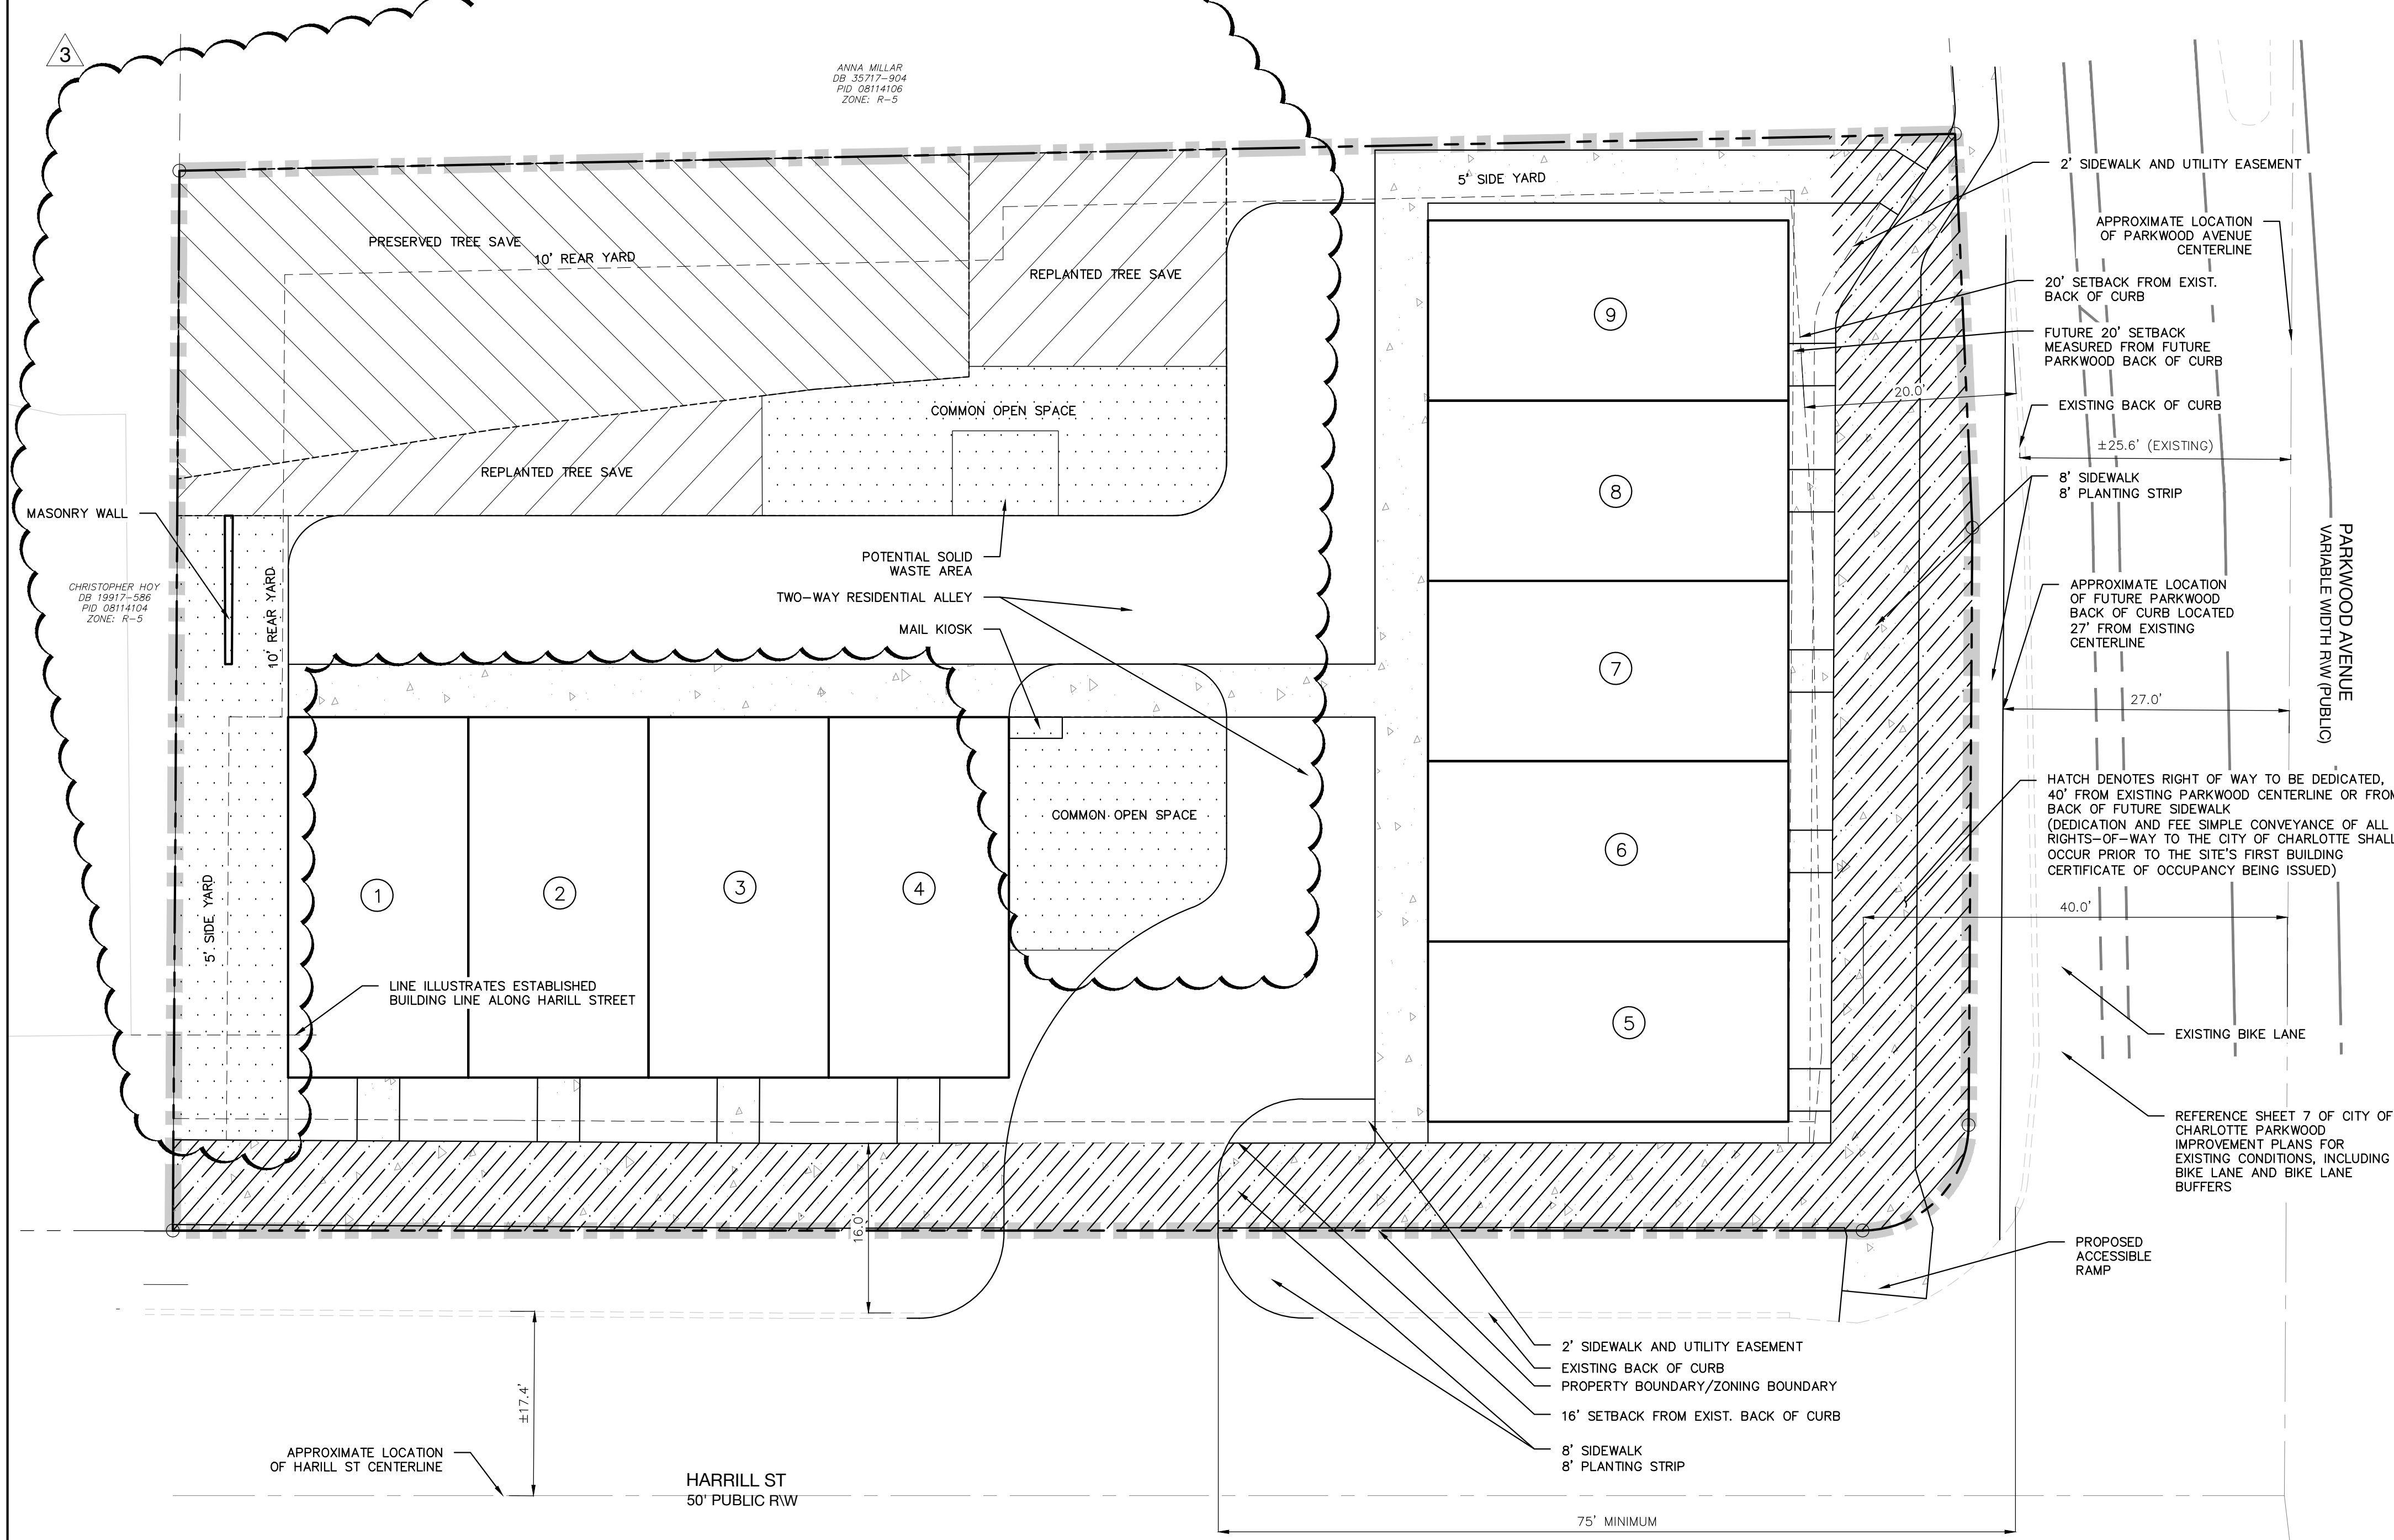 3
ANNA MILLAR
DB 35717-904
PID 08114106
ZONE: R-5
5' SIDE YARD
2' SIDEWALK AND UTILITY EASEMENT
APPROXIMATE LOCATION
OF PARKWOOD AVENUE
CENTERLINE
PRESERVED TREE SAVE
10' REAR YARD
REPLANTED TREE SAVE
20' SETBACK FROM EXIST.
BACK OF CURB
9
FUTURE 20' SETBACK
MEASURED FROM FUTURE
PARKWOOD BACK OF CURB
20.0'
COMMON OPEN SPACE
EXISTING BACK OF CURB
±25.6' (EXISTING)
REPLANTED TREE SAVE
8
8' SIDEWALK
8' PLANTING STRIP
MASONRY WALL
PARKWOOD AVENUE
VARIABLE WIDTH RW (PUBLIC)
POTENTIAL SOLID
WASTE AREA
CHRISTOPHER HOY
DB 19917-586
PID 08114104
ZONE: R-5
10' REAR YARD
TWO-WAY RESIDENTIAL ALLEY
MAIL KIOSK
APPROXIMATE LOCATION
OF FUTURE PARKWOOD
BACK OF CURB LOCATED
27' FROM EXISTING
CENTERLINE
7
27.0'
HATCH DENOTES RIGHT OF WAY TO BE DEDICATED,
40' FROM EXISTING PARKWOOD CENTERLINE OR FROM
BACK OF FUTURE SIDEWALK
(DEDICATION AND FEE SIMPLE CONVEYANCE OF ALL
RIGHTS-OF-WAY TO THE CITY OF CHARLOTTE SHALL
OCCUR PRIOR TO THE SITE'S FIRST BUILDING
CERTIFICATE OF OCCUPANCY BEING ISSUED)
COMMON OPEN SPACE
6
1
2
3
4
5' SIDE YARD
40.0'
LINE ILLUSTRATES ESTABLISHED
BUILDING LINE ALONG HARILL STREET
5
EXISTING BIKE LANE
REFERENCE SHEET 7 OF CITY OF
CHARLOTTE PARKWOOD
IMPROVEMENT PLANS FOR
EXISTING CONDITIONS, INCLUDING
BIKE LANE AND BIKE LANE
BUFFERS
16.0'
PROPOSED
ACCESSIBLE
RAMP
2' SIDEWALK AND UTILITY EASEMENT
EXISTING BACK OF CURB
PROPERTY BOUNDARY/ZONING BOUNDARY
16' SETBACK FROM EXIST. BACK OF CURB
8' SIDEWALK
8' PLANTING STRIP
±17.4'
APPROXIMATE LOCATION
OF HARILL ST CENTERLINE
HARRILL ST
50' PUBLIC R\W
75' MINIMUM